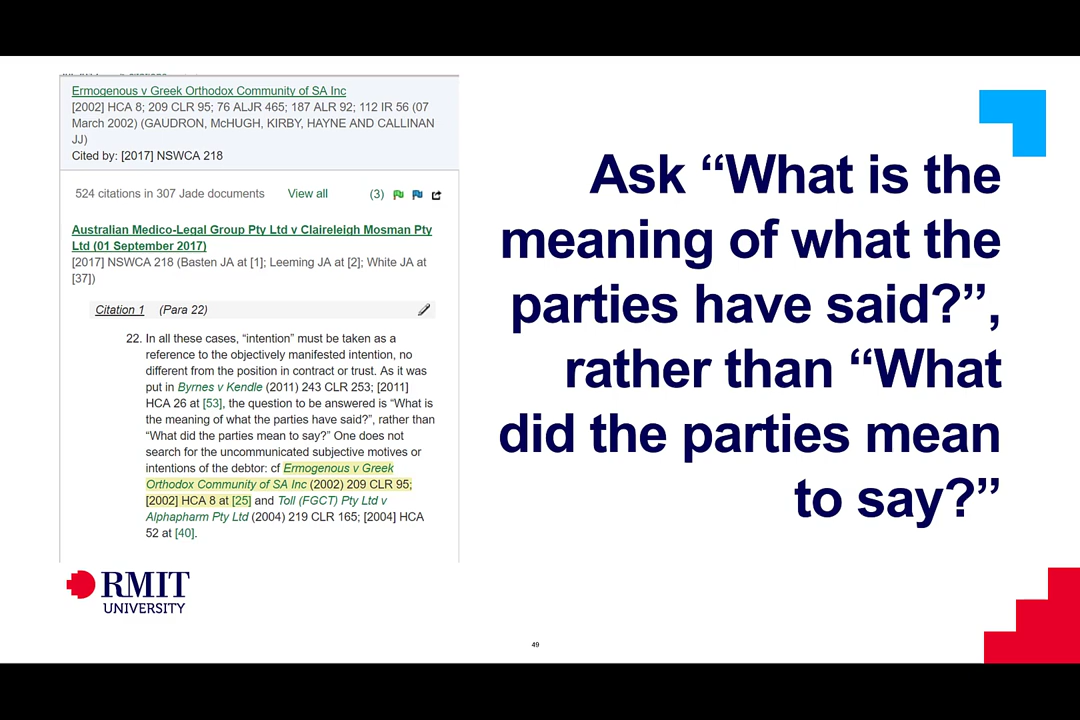 Ermogenous v Greek Orthodox Community of SA Inc
[2002] HCA 8; 209 CLR 95; 76 ALJR 465; 187 ALR 92; 112 IR 56 (07
March 2002) (GAUDRON, McHUGH, KIRBY, HAYNE AND CALLINAN
JJ)
Cited by: [2017] NSWCA 218
524 citations in 307 Jade documents View all (3)
Australian Medico-Legal Group Pty Ltd v Claireleigh Mosman Pty
Ltd (01 September 2017)
[2017] NSWCA 218 (Basten JA at [1]; Leeming JA at [2]; White JA at
[37])
Citation 1 (Para 22)
22. In all these cases, “intention” must be taken as a
reference to the objectively manifested intention, no
different from the position in contract or trust. As it was
put in Byrnes v Kendle (2011) 243 CLR 253; [2011]
HCA 26 at [53], the question to be answered is “What is
the meaning of what the parties have said?”, rather than
“What did the parties mean to say?” One does not
search for the uncommunicated subjective motives or
intentions of the debtor: cf Ermogenous v Greek
Orthodox Community of SA Inc (2002) 209 CLR 95;
[2002] HCA 8 at [25] and Toll (FGCT) Pty Ltd v
Alphapharm Pty Ltd (2004) 219 CLR 165; [2004] HCA
52 at [40].
Ask “What is the
meaning of what the
parties have said?”,
rather than “What
did the parties mean
to say?”
RMIT
UNIVERSITY
49